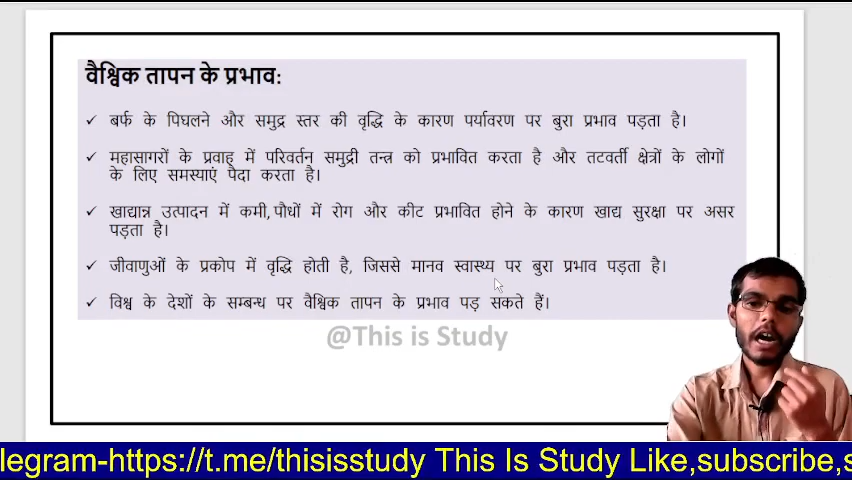 वैश्विक तापन के प्रभाव:
✓ बर्फ के पिघलने और समुद्र स्तर की वृद्धि के कारण पर्यावरण पर बुरा प्रभाव पड़ता है।
✓ महासागरों के प्रवाह में परिवर्तन समुद्री तन्त्र को प्रभावित करता है और तटवर्ती क्षेत्रों के लोगों
के लिए समस्याएं पैदा करता है।
✓ खाद्यान्न उत्पादन में कमी, पौधों में रोग और कीट प्रभावित होने के कारण खाद्य सुरक्षा पर असर
पड़ता है।
✓ जीवाणुओं के प्रकोप में वृद्धि होती है, जिससे मानव स्वास्थ्य पर बुरा प्रभाव पड़ता है।
✓ विश्व के देशों के सम्बन्ध पर वैश्विक तापन के प्रभाव पड़ सकते हैं।
@This is Study
legram-https://t.me/thisisstudy This Is Study Like,subscribe,s